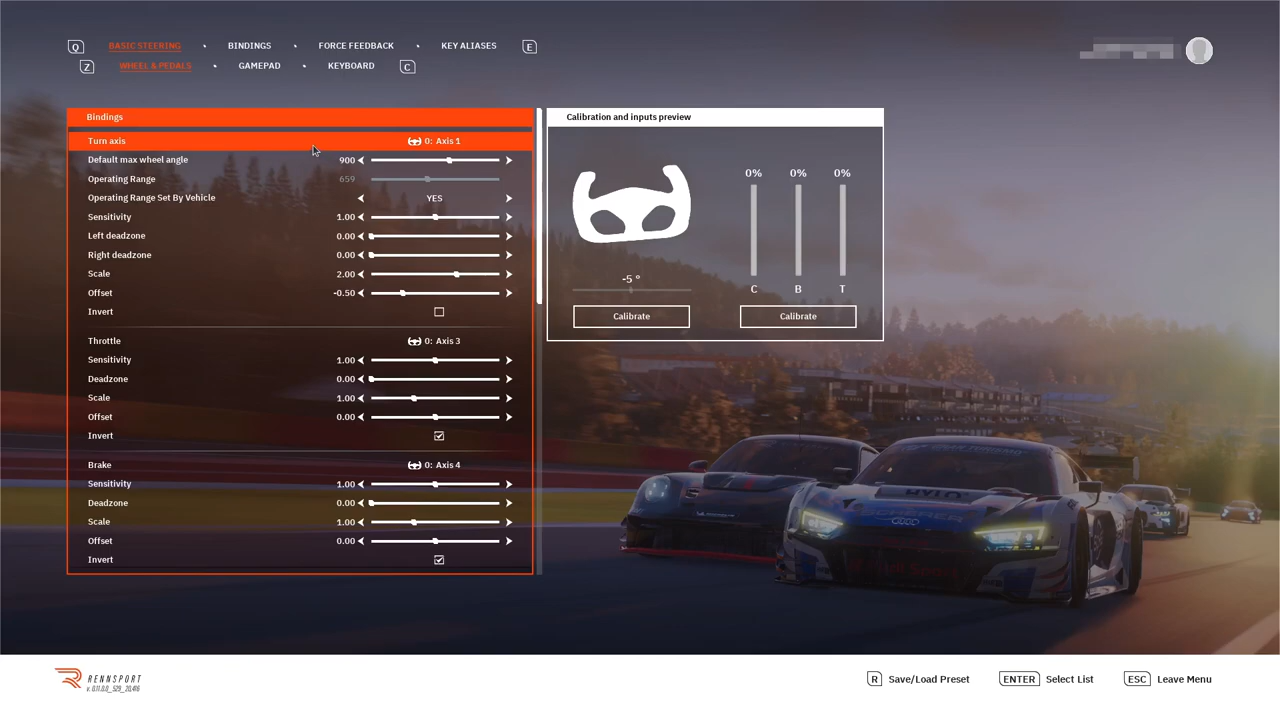 Q BASIC STEERING • BINDINGS • FORCE FEEDBACK • KEY ALIASES E
Z WHEEL & PEDALS • GAMEPAD • KEYBOARD C
Bindings
Turn axis 0: Axis 1
Default max wheel angle 900
Operating Range 659
Operating Range Set By Vehicle YES
Sensitivity 1.00
Left deadzone 0.00
Right deadzone 0.00
Scale 2.00
Offset -0.50
Invert
Throttle 0: Axis 3
Sensitivity 1.00
Deadzone 0.00
Scale 1.00
Offset 0.00
Invert
Brake 0: Axis 4
Sensitivity 1.00
Deadzone 0.00
Scale 1.00
Offset 0.00
Invert
Calibration and inputs preview
0% 0% 0%
-5 °
C B T
Calibrate Calibrate
RENNSPORT
R Save/Load Preset ENTER Select List ESC Leave Menu